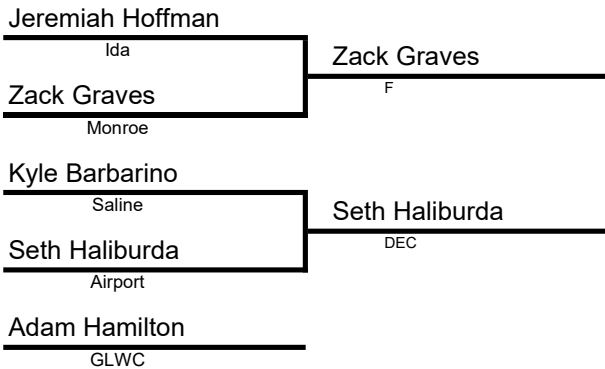 Jeremiah Hoffman
Ida
Zack Graves
F
Zack Graves
Monroe
Kyle Barbarino
Saline
Seth Haliburda
DEC
Seth Haliburda
Airport
Adam Hamilton
GLWC